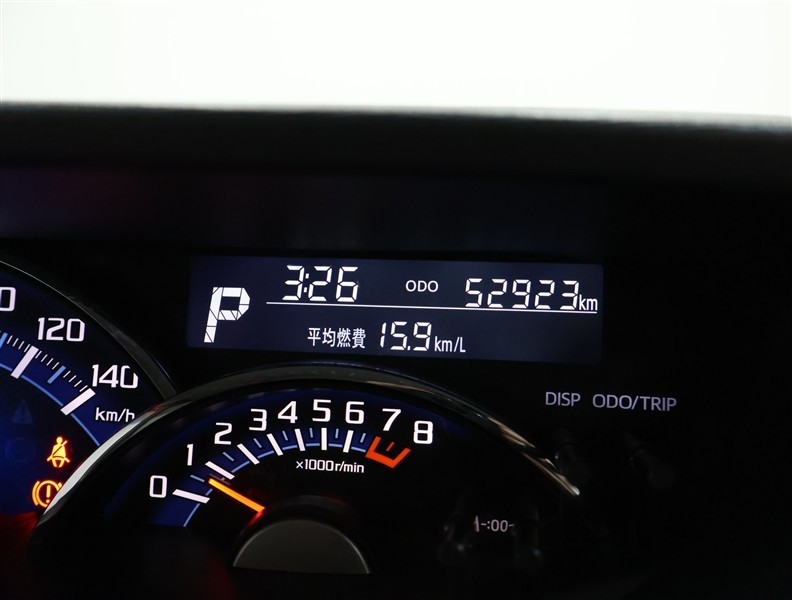 P
3:26 ODO 52923km
平均燃費 15.9km/L
120
140
km/h
DISP ODO/TRIP
0 1 2 3 4 5 6 7 8
×1000r/min
-:00-